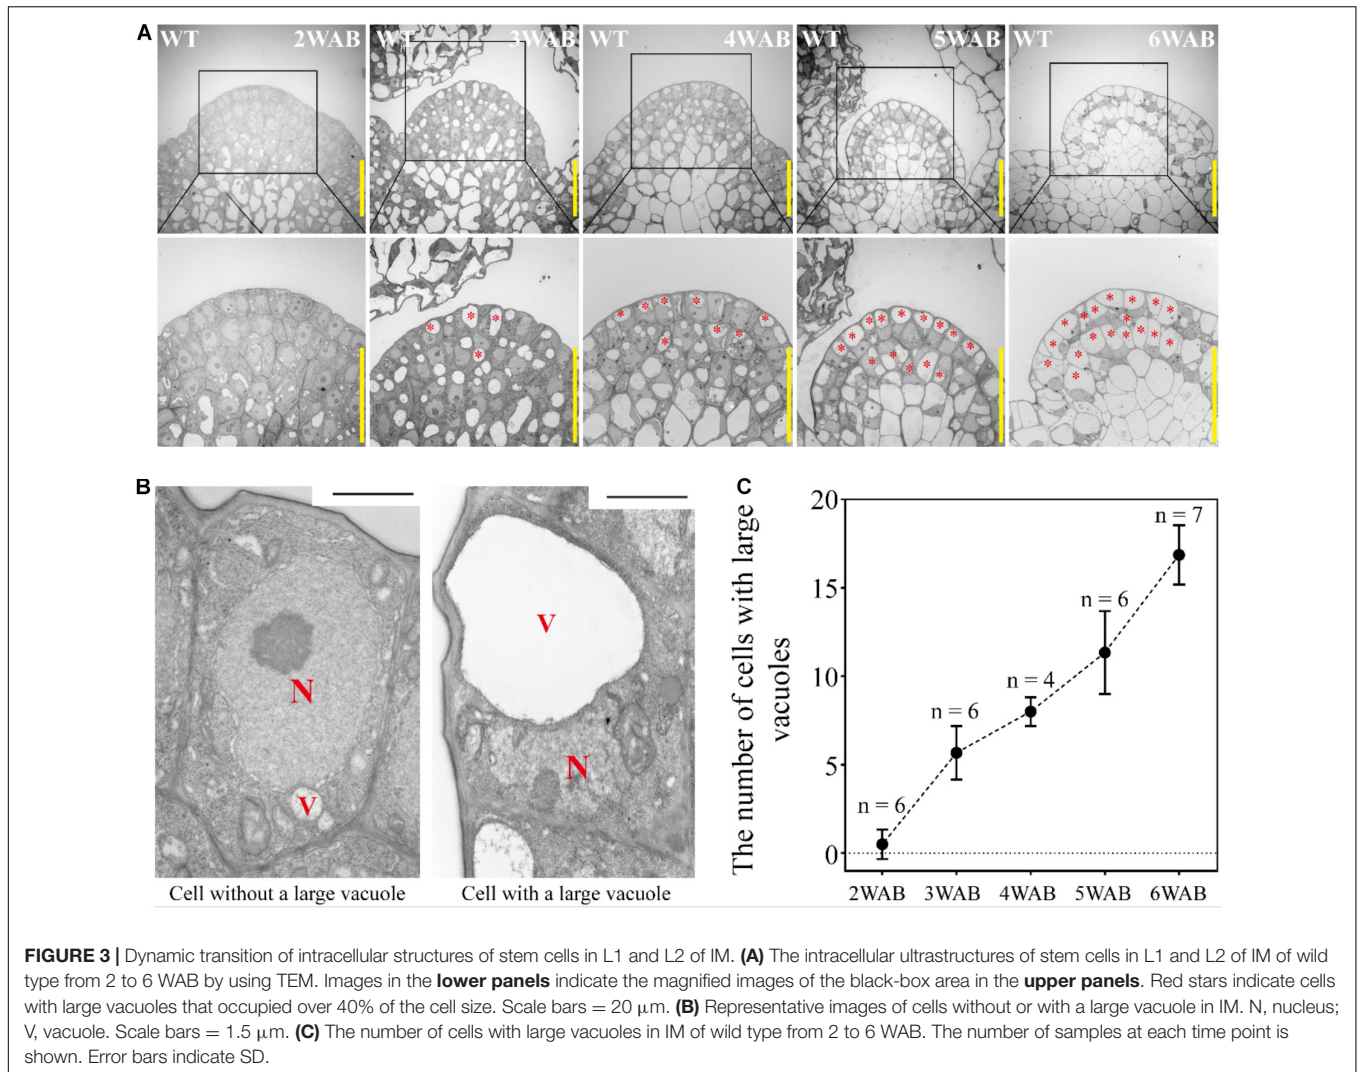 A
WT 2WAB
WT 3WAB
WT 4WAB
WT 5WAB
WT 6WAB
* * * *
* * * * * * * *
* * * * * * * * * * * * * *
* * * * * * * * * * * * * * * * *
B
N
V
V
N
Cell without a large vacuole
Cell with a large vacuole
C
The number of cells with large
vacuoles
20
15
10
5
0
n = 6
n = 6
n = 4
n = 6
n = 7
2WAB 3WAB 4WAB 5WAB 6WAB
FIGURE 3 | Dynamic transition of intracellular structures of stem cells in L1 and L2 of IM. (A) The intracellular ultrastructures of stem cells in L1 and L2 of IM of wild
type from 2 to 6 WAB by using TEM. Images in the lower panels indicate the magnified images of the black-box area in the upper panels. Red stars indicate cells
with large vacuoles that occupied over 40% of the cell size. Scale bars = 20 μm. (B) Representative images of cells without or with a large vacuole in IM. N, nucleus;
V, vacuole. Scale bars = 1.5 μm. (C) The number of cells with large vacuoles in IM of wild type from 2 to 6 WAB. The number of samples at each time point is
shown. Error bars indicate SD.